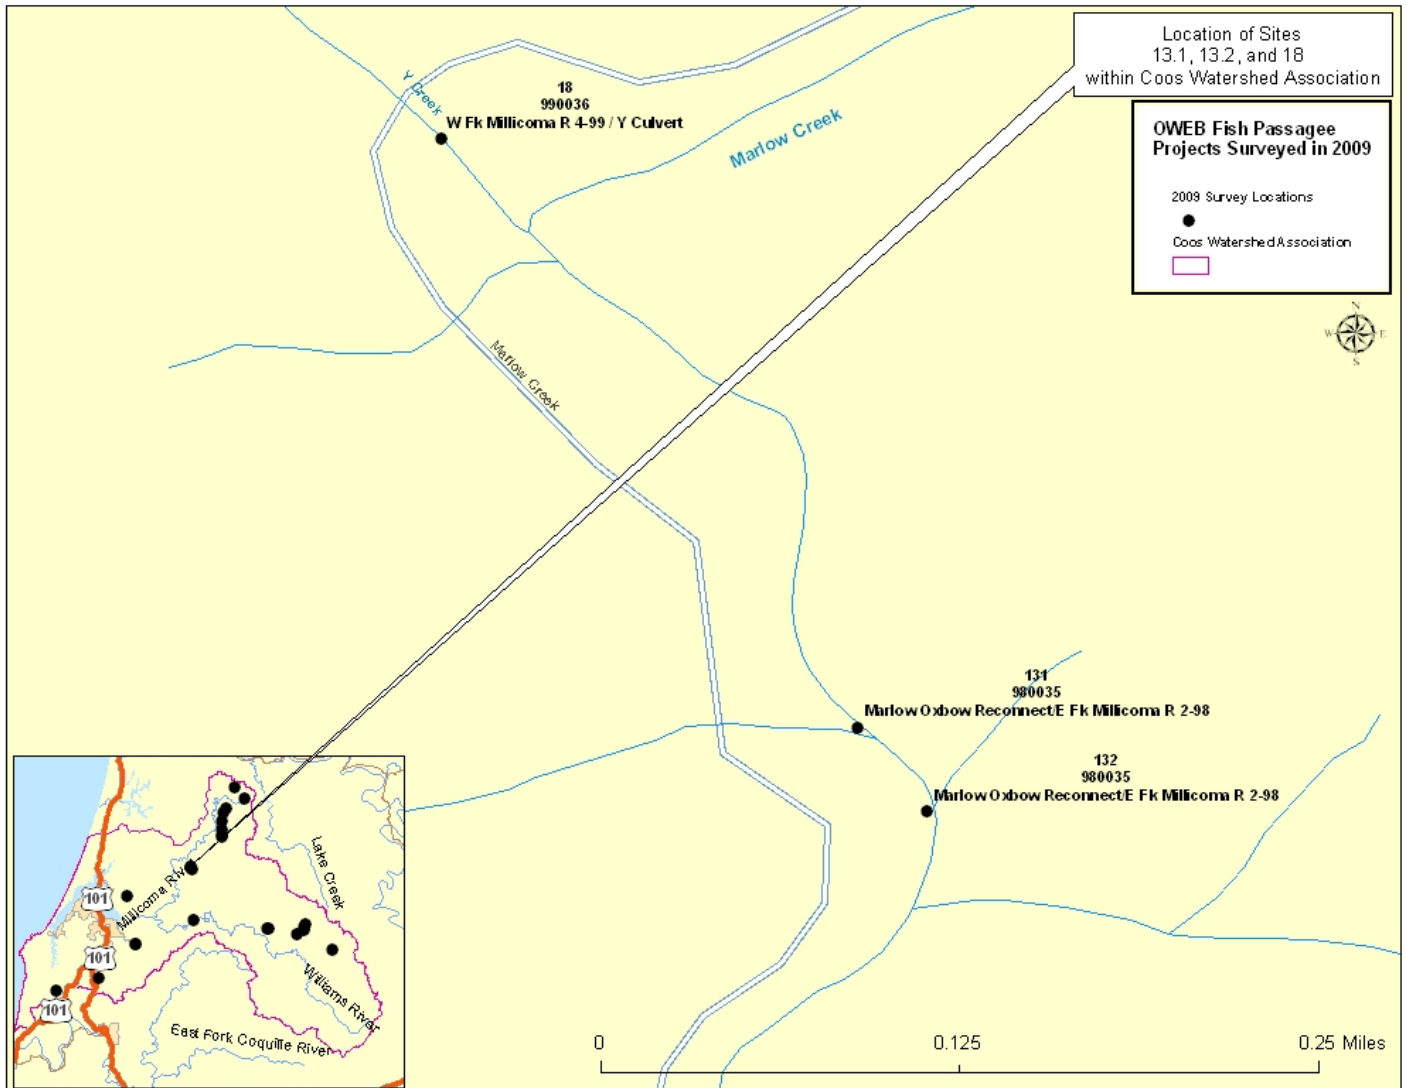 Location of Sites
13.1, 13.2, and 18
within Coos Watershed Association
OWEB Fish Passagee
Projects Surveyed in 2009
2009 Survey Locations
Coos Watershed Association
N
W
E
S
Y Creek
18
990036
W Fk Millicoma R 4-99 / Y Culvert
Marlow Creek
Marlow Creek
131
980035
Marlow Oxbow Reconnect/E Fk Millicoma R 2-98
132
980035
Marlow Oxbow Reconnect/E Fk Millicoma R 2-98
Lake Creek
Millicoma Riv
101
101
101
Williams River
East Fork Coquille River
0
0.125
0.25 Miles